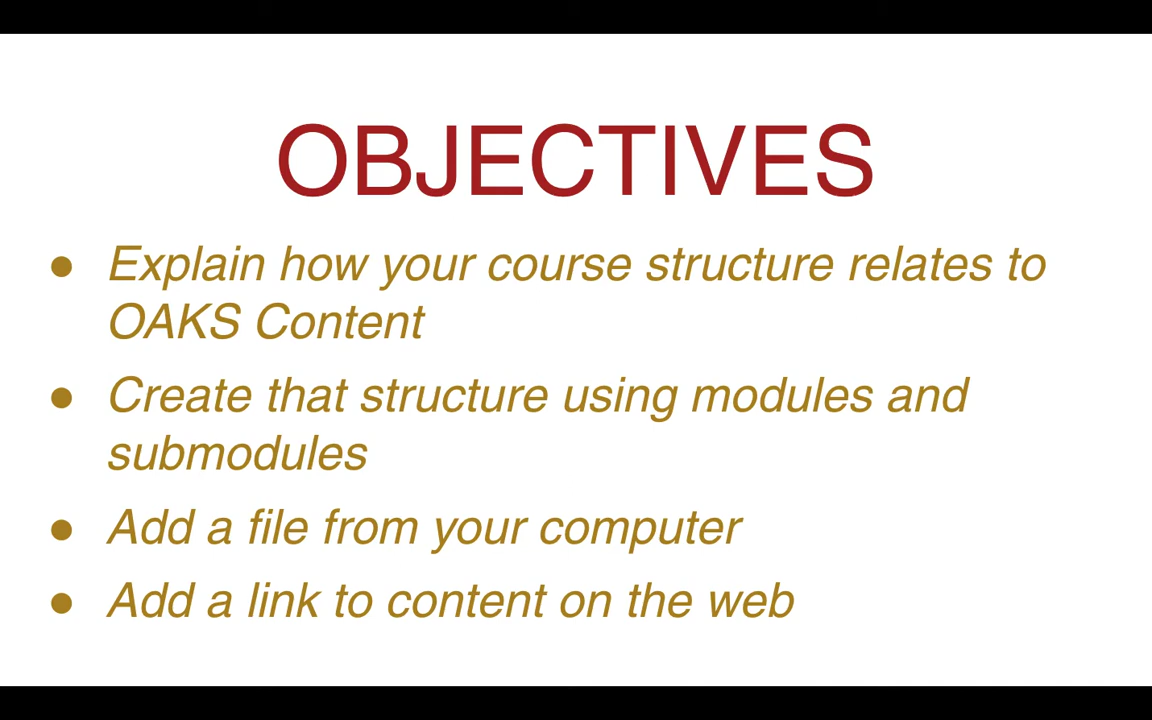 OBJECTIVES
● Explain how your course structure relates to
OAKS Content
● Create that structure using modules and
submodules
● Add a file from your computer
● Add a link to content on the web